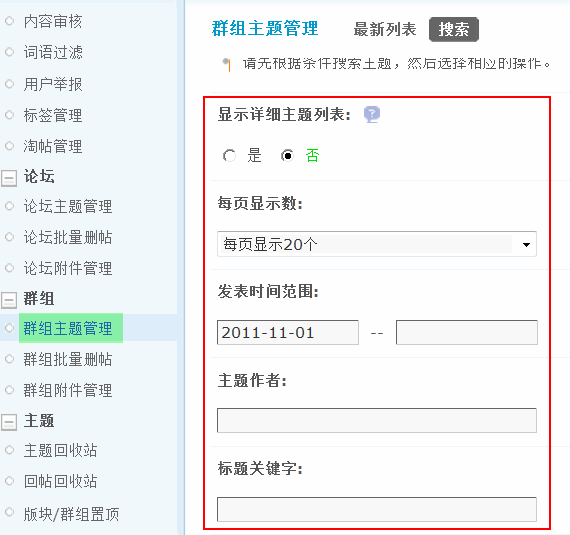 内容审核
词语过滤
用户举报
标签管理
淘帖管理
论坛
论坛主题管理
论坛批量删帖
论坛附件管理
群组
群组主题管理
群组批量删帖
群组附件管理
主题
主题回收站
回帖回收站
版块/群组置顶
群组主题管理 最新列表 搜索
请先根据条件搜索主题，然后选择相应的操作。
显示详细主题列表: ?
是 否
每页显示数:
每页显示20个
发表时间范围:
2011-11-01 --
主题作者:
标题关键字: